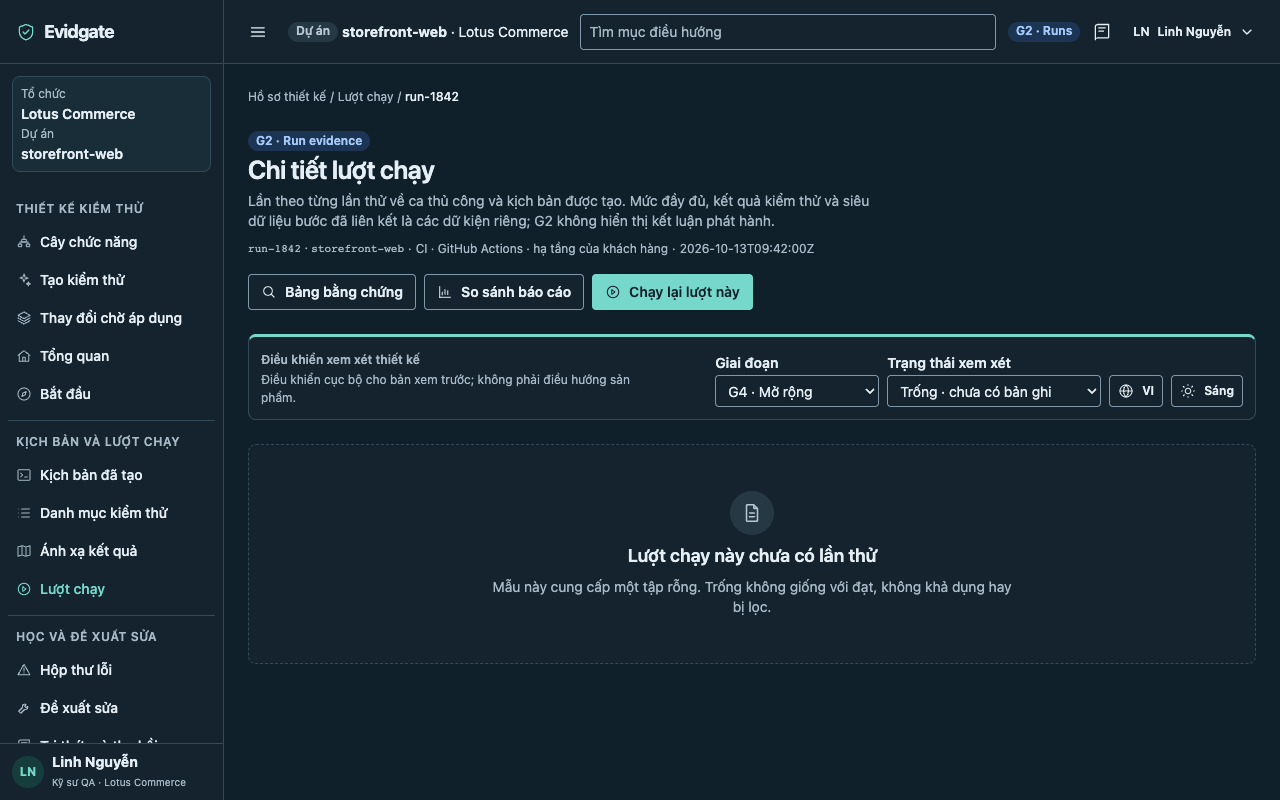 Evidgate
Dự án storefront-web · Lotus Commerce
Tìm mục điều hướng
G2 · Runs
LN Linh Nguyễn
Tổ chức
Lotus Commerce
Dự án
storefront-web
THIẾT KẾ KIỂM THỬ
Cây chức năng
Tạo kiểm thử
Thay đổi chờ áp dụng
Tổng quan
Bắt đầu
KỊCH BẢN VÀ LƯỢT CHẠY
Kịch bản đã tạo
Danh mục kiểm thử
Ánh xạ kết quả
Lượt chạy
HỌC VÀ ĐỀ XUẤT SỬA
Hộp thư lỗi
Đề xuất sửa
LN
Linh Nguyễn
Kỹ sư QA · Lotus Commerce
Hồ sơ thiết kế / Lượt chạy / run-1842
G2 · Run evidence
Chi tiết lượt chạy
Lần theo từng lần thử về ca thủ công và kịch bản được tạo. Mức đầy đủ, kết quả kiểm thử và siêu
dữ liệu bước đã liên kết là các dữ kiện riêng; G2 không hiển thị kết luận phát hành.
run-1842 · storefront-web · CI · GitHub Actions · hạ tầng của khách hàng · 2026-10-13T09:42:00Z
Bảng bằng chứng
So sánh báo cáo
Chạy lại lượt này
Điều khiển xem xét thiết kế
Điều khiển cục bộ cho bản xem trước; không phải điều hướng sản
phẩm.
Giai đoạn
G4 · Mở rộng
Trạng thái xem xét
Trống · chưa có bản ghi
VI
Sáng
Lượt chạy này chưa có lần thử
Mẫu này cung cấp một tập rỗng. Trống không giống với đạt, không khả dụng hay
bị lọc.